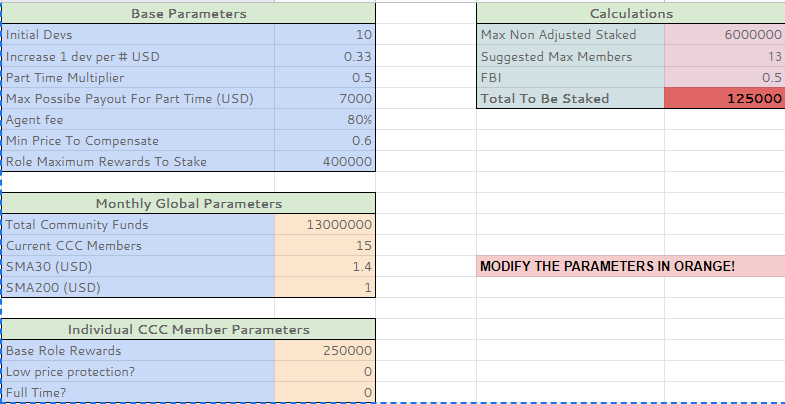 Base Parameters
Initial Devs 10
Increase 1 dev per # USD 0.33
Part Time Multiplier 0.5
Max Possibe Payout For Part Time (USD) 7000
Agent fee 80%
Min Price To Compensate 0.6
Role Maximum Rewards To Stake 400000
Monthly Global Parameters
Total Community Funds 13000000
Current CCC Members 15
SMA30 (USD) 1.4
SMA200 (USD) 1
Individual CCC Member Parameters
Base Role Rewards 250000
Low price protection? 0
Full Time? 0
Calculations
Max Non Adjusted Staked 6000000
Suggested Max Members 13
FBI 0.5
Total To Be Staked 125000
MODIFY THE PARAMETERS IN ORANGE!